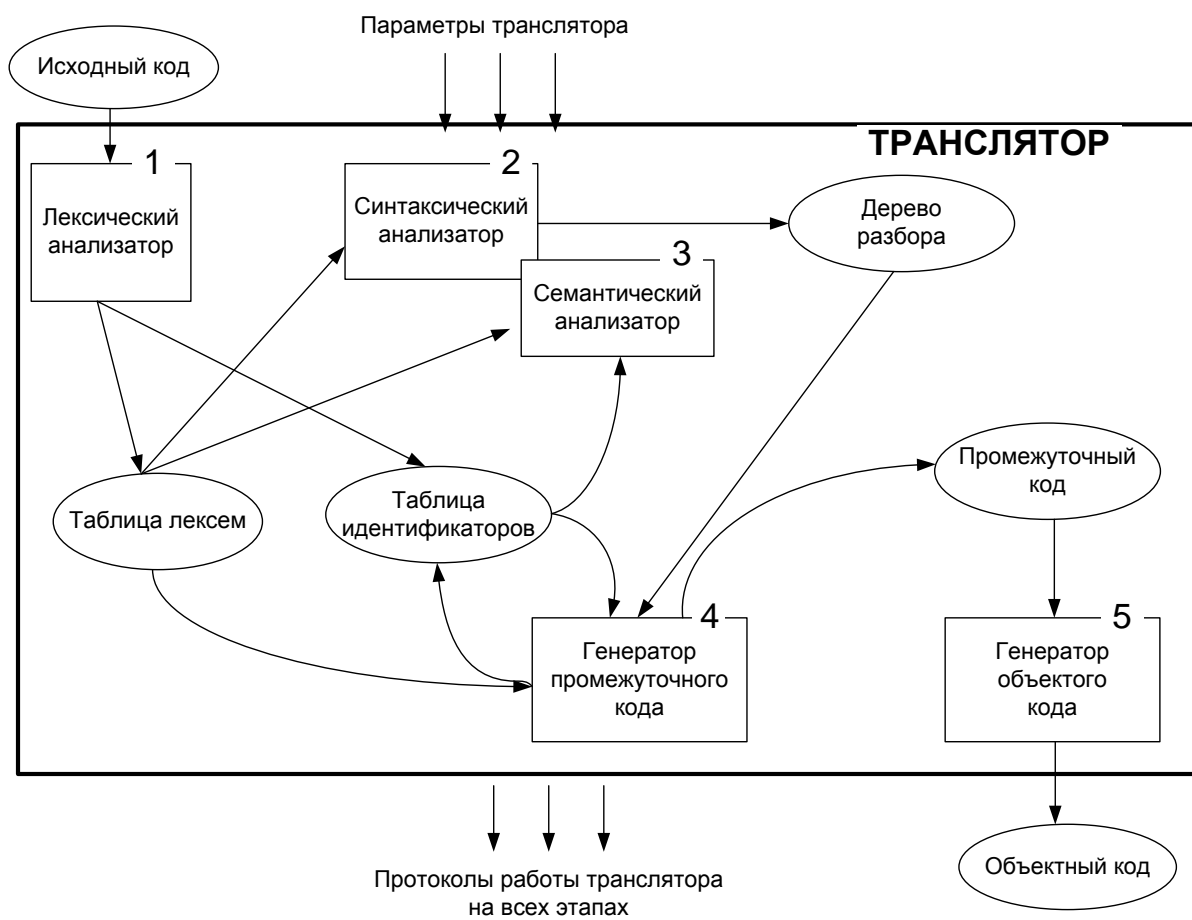 Параметры транслятора
Исходный код
ТРАНСЛЯТОР
1
Лексический
анализатор
2
Синтаксический
анализатор
3
Семантический
анализатор
Дерево
разбора
Таблица лексем
Таблица
идентификаторов
Промежуточный
код
4
Генератор
промежуточного
кода
5
Генератор
объектого
кода
Протоколы работы транслятора
на всех этапах
Объектный код